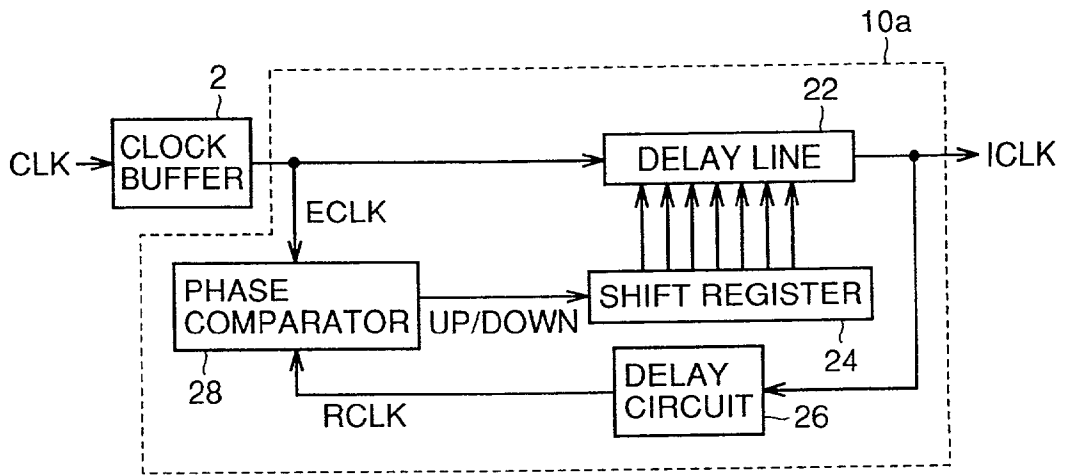 10a
2
22
CLK
CLOCK
BUFFER
DELAY LINE
ICLK
ECLK
PHASE
COMPARATOR
UP/DOWN
SHIFT REGISTER
28
24
DELAY
CIRCUIT
26
RCLK